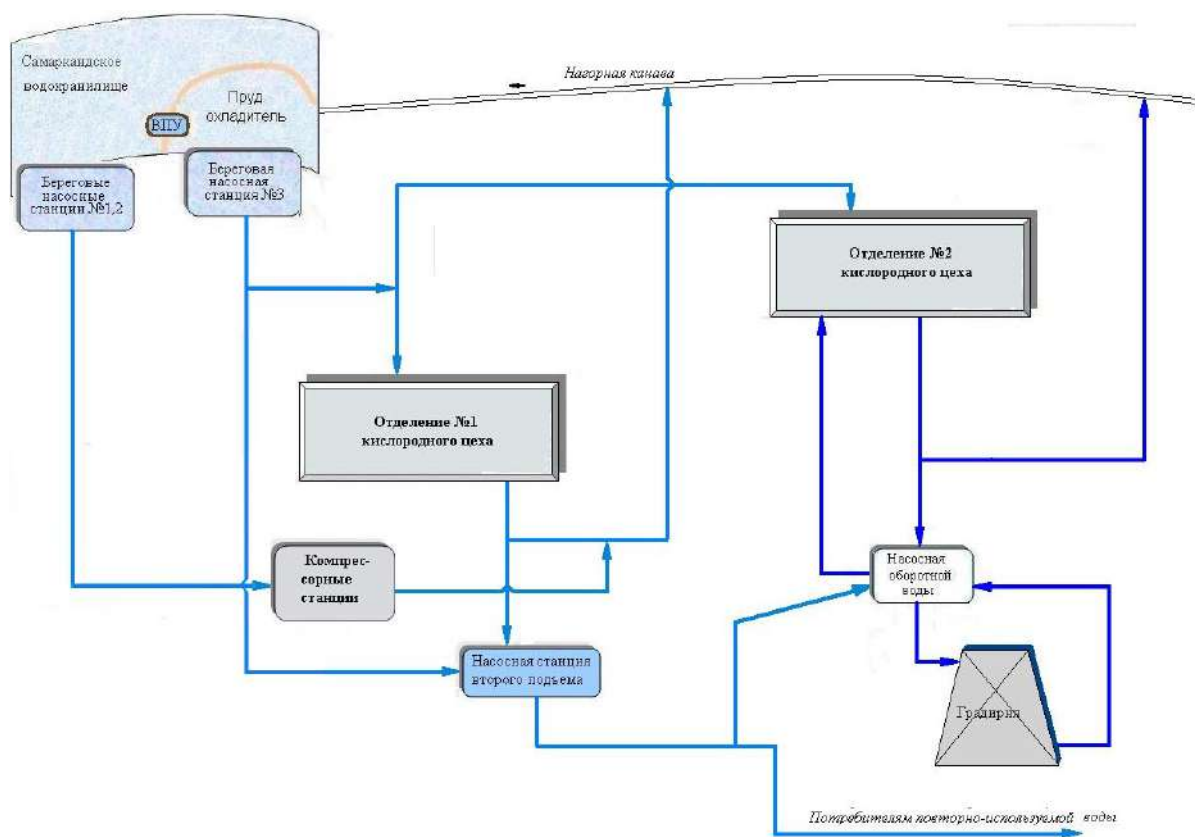 Самаркандское
водохранилище
Пруд
охладитель
ВПУ
Нагорная канава
Береговые
насосные
станции №1,2
Береговая
насосная
станция №3
Отделение №2
кислородного цеха
Отделение №1
кислородного цеха
Компрес-
сорные
станции
Насосная
оборотной
воды
Насосная станция
второго подъема
Градирня
Потребителям повторно-используемой воды